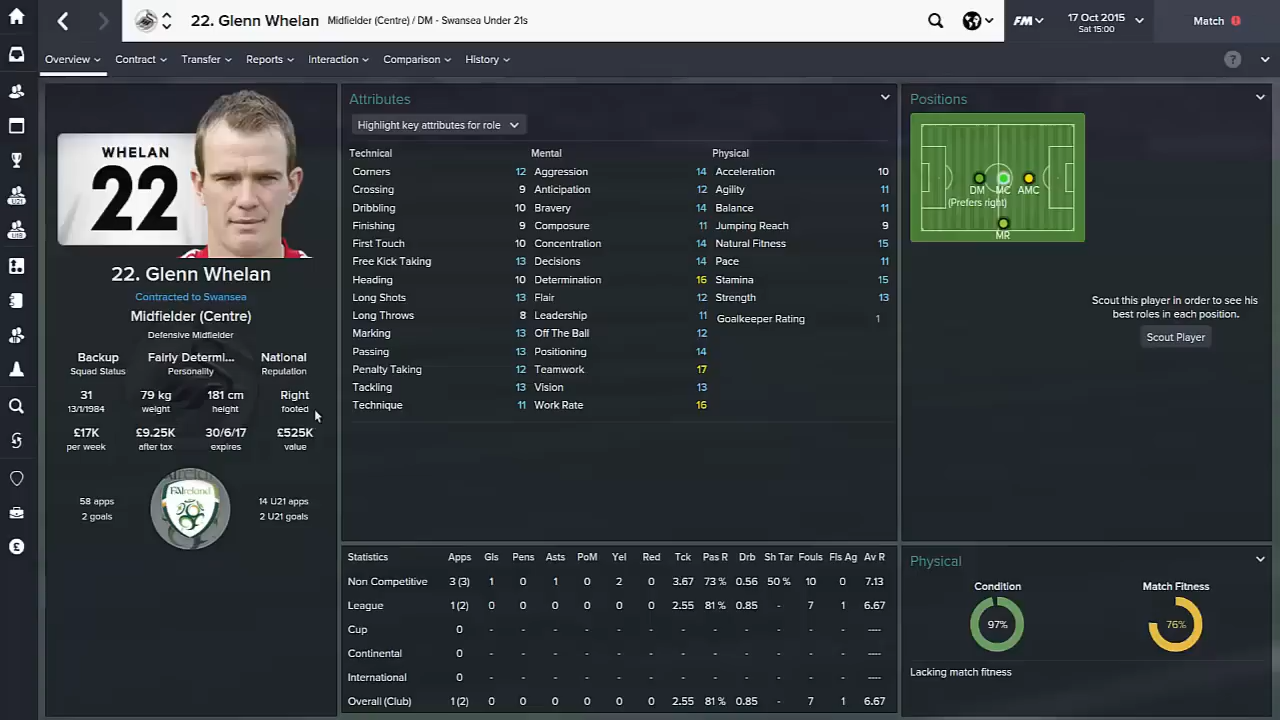 22. Glenn Whelan Midfielder (Centre) / DM - Swansea Under 21s
FM
17 Oct 2015
Sat 15:00
Match
Overview Contract Transfer Reports Interaction Comparison History
?
U21
U18
WHELAN
22
22. Glenn Whelan
Contracted to Swansea
Midfielder (Centre)
Defensive Midfielder
Backup Fairly Determi... National
Squad Status Personality Reputation
31 79 kg 181 cm Right
13/1/1984 weight height footed
£17K £9.25K 30/6/17 £525K
per week after tax expires value
58 apps 14 U21 apps
2 goals 2 U21 goals
FAIreland
Attributes
Highlight key attributes for role
Technical Mental Physical
Corners 12 Aggression 14 Acceleration 10
Crossing 9 Anticipation 12 Agility 11
Dribbling 10 Bravery 14 Balance 11
Finishing 9 Composure 11 Jumping Reach 9
First Touch 10 Concentration 14 Natural Fitness 15
Free Kick Taking 13 Decisions 14 Pace 11
Heading 10 Determination 16 Stamina 15
Long Shots 13 Flair 12 Strength 13
Long Throws 8 Leadership 11 Goalkeeper Rating 1
Marking 13 Off The Ball 12
Passing 13 Positioning 14
Penalty Taking 12 Teamwork 17
Tackling 13 Vision 13
Technique 11 Work Rate 16
Positions
DM MC AMC
(Prefers right)
MR
Scout this player in order to see his
best roles in each position.
Scout Player
Statistics Apps Gls Pens Asts PoM Yel Red Tck Pas R Drb Sh Tar Fouls Fls Ag Av R
Non Competitive 3 (3) 1 0 1 0 2 0 3.67 73 % 0.56 50 % 10 0 7.13
League 1 (2) 0 0 0 0 0 0 2.55 81 % 0.85 - 7 1 6.67
Cup 0 - - - - - - - - - - - - ----
Continental 0 - - - - - - - - - - - - ----
International 0 - - - - - - - - - - - - ----
Overall (Club) 1 (2) 0 0 0 0 0 0 2.55 81 % 0.85 - 7 1 6.67
Physical
Condition Match Fitness
97% 76%
Lacking match fitness